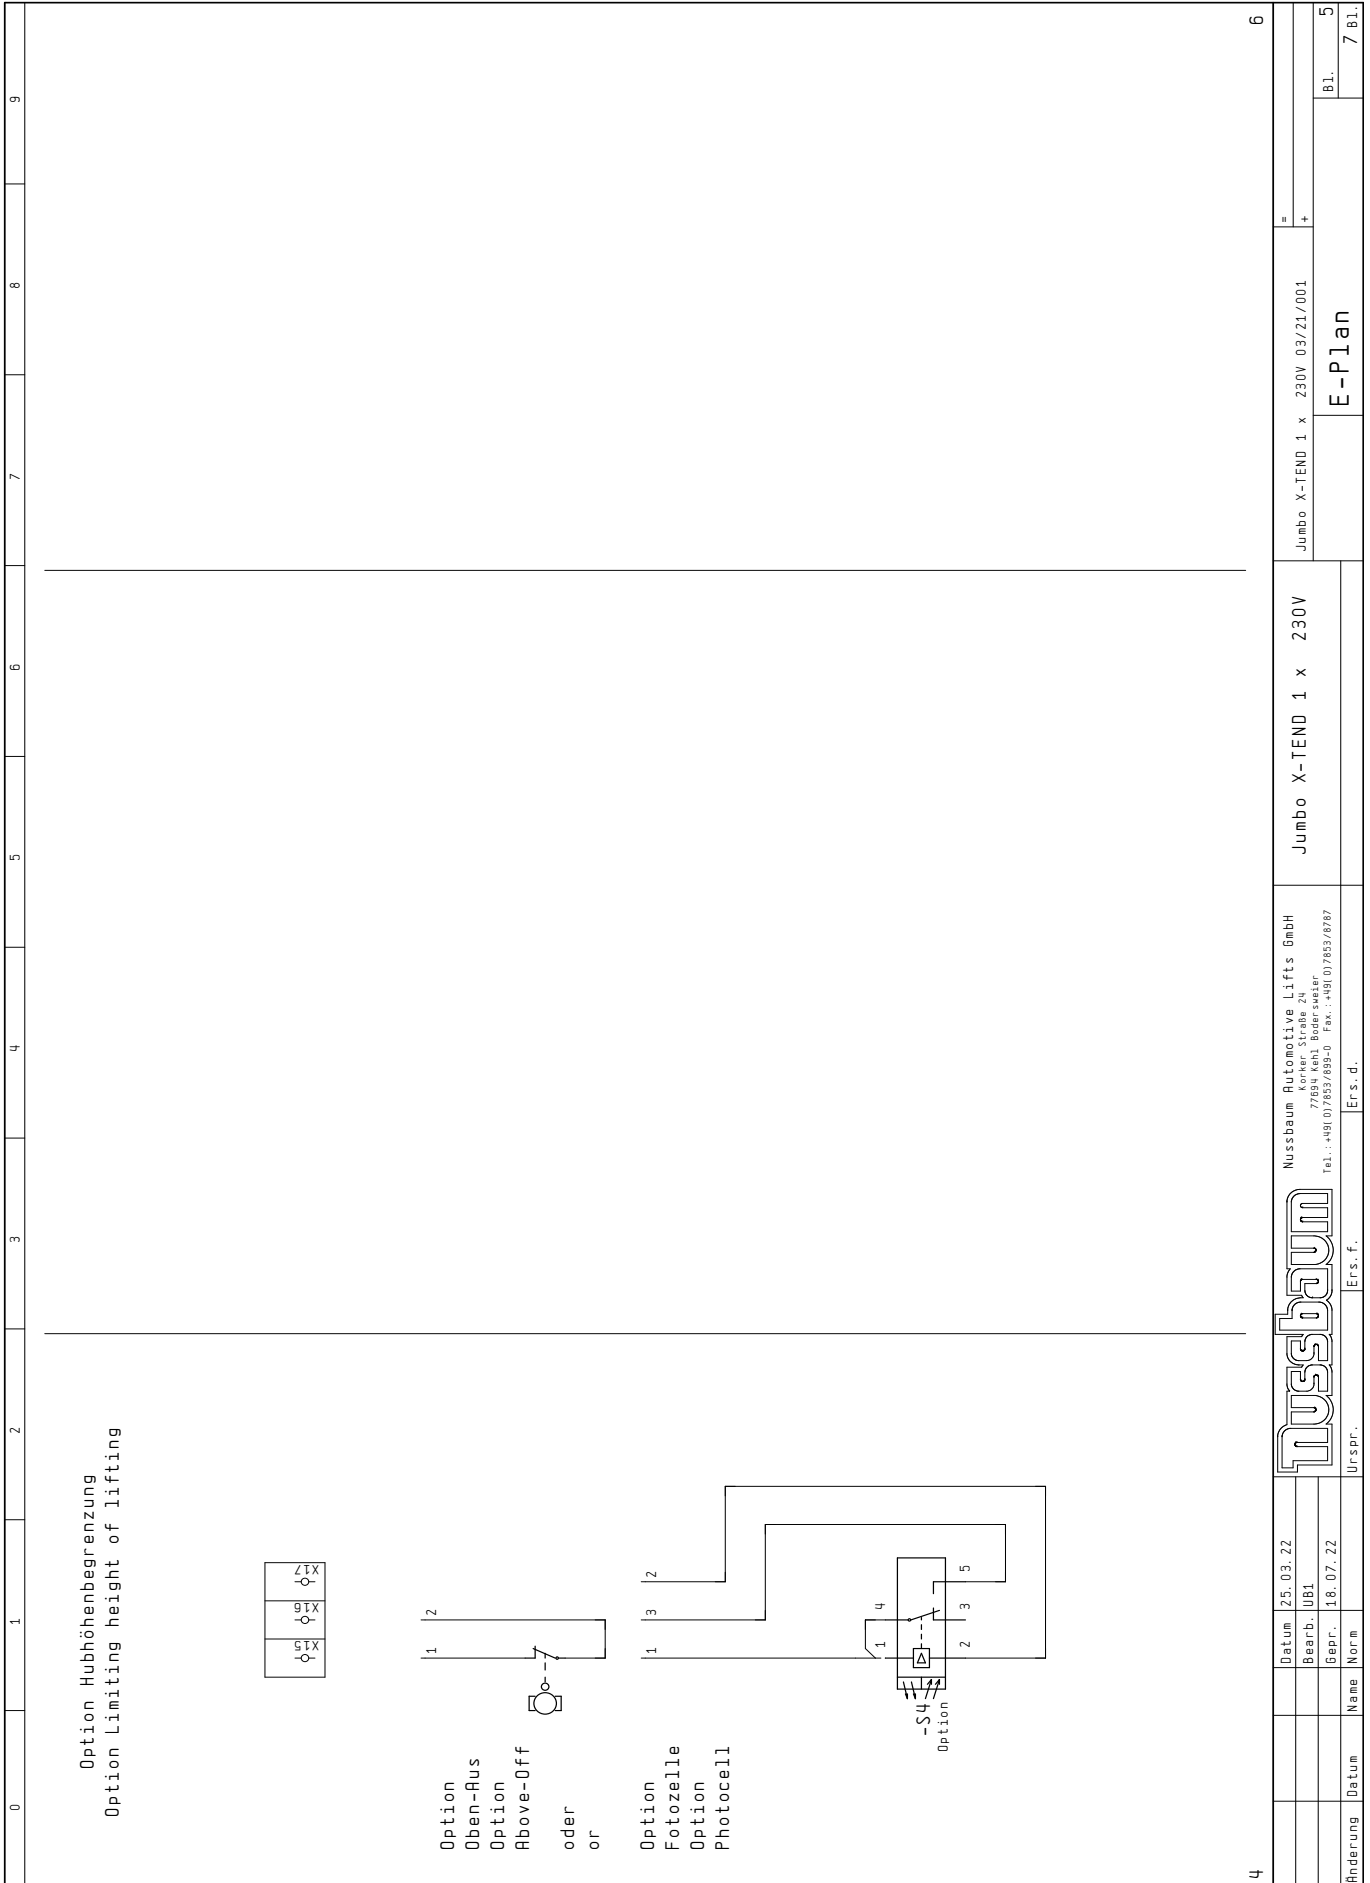 0 1 2 3 4 5 6 7 8 9
Option Hubhöhenbegrenzung
Option Limiting height of lifting
X15 X16 X17
Option
Oben-Aus
Option
Above-Off
1 2
oder
or
Option
Fotozelle
Option
Photocell
1 3 2
-S4
Option
1 4
2 3 5
4
6
Änderung Datum Name
Datum 25.03.22
Bearb. UB1
Gepr. 18.07.22
Norm
Urspr.
Ers.f.
Ers.d.
nussbaum
Nussbaum Automotive Lifts GmbH
Korker Straße 24
77694 Kehl Bodersweier
Tel.:+49(0)7853/899-0 Fax.:+49(0)7853/8787
Jumbo X-TEND 1 x 230V
Jumbo X-TEND 1 x 230V 03/21/001
E-Plan
=
+
Bl. 5
7 Bl.